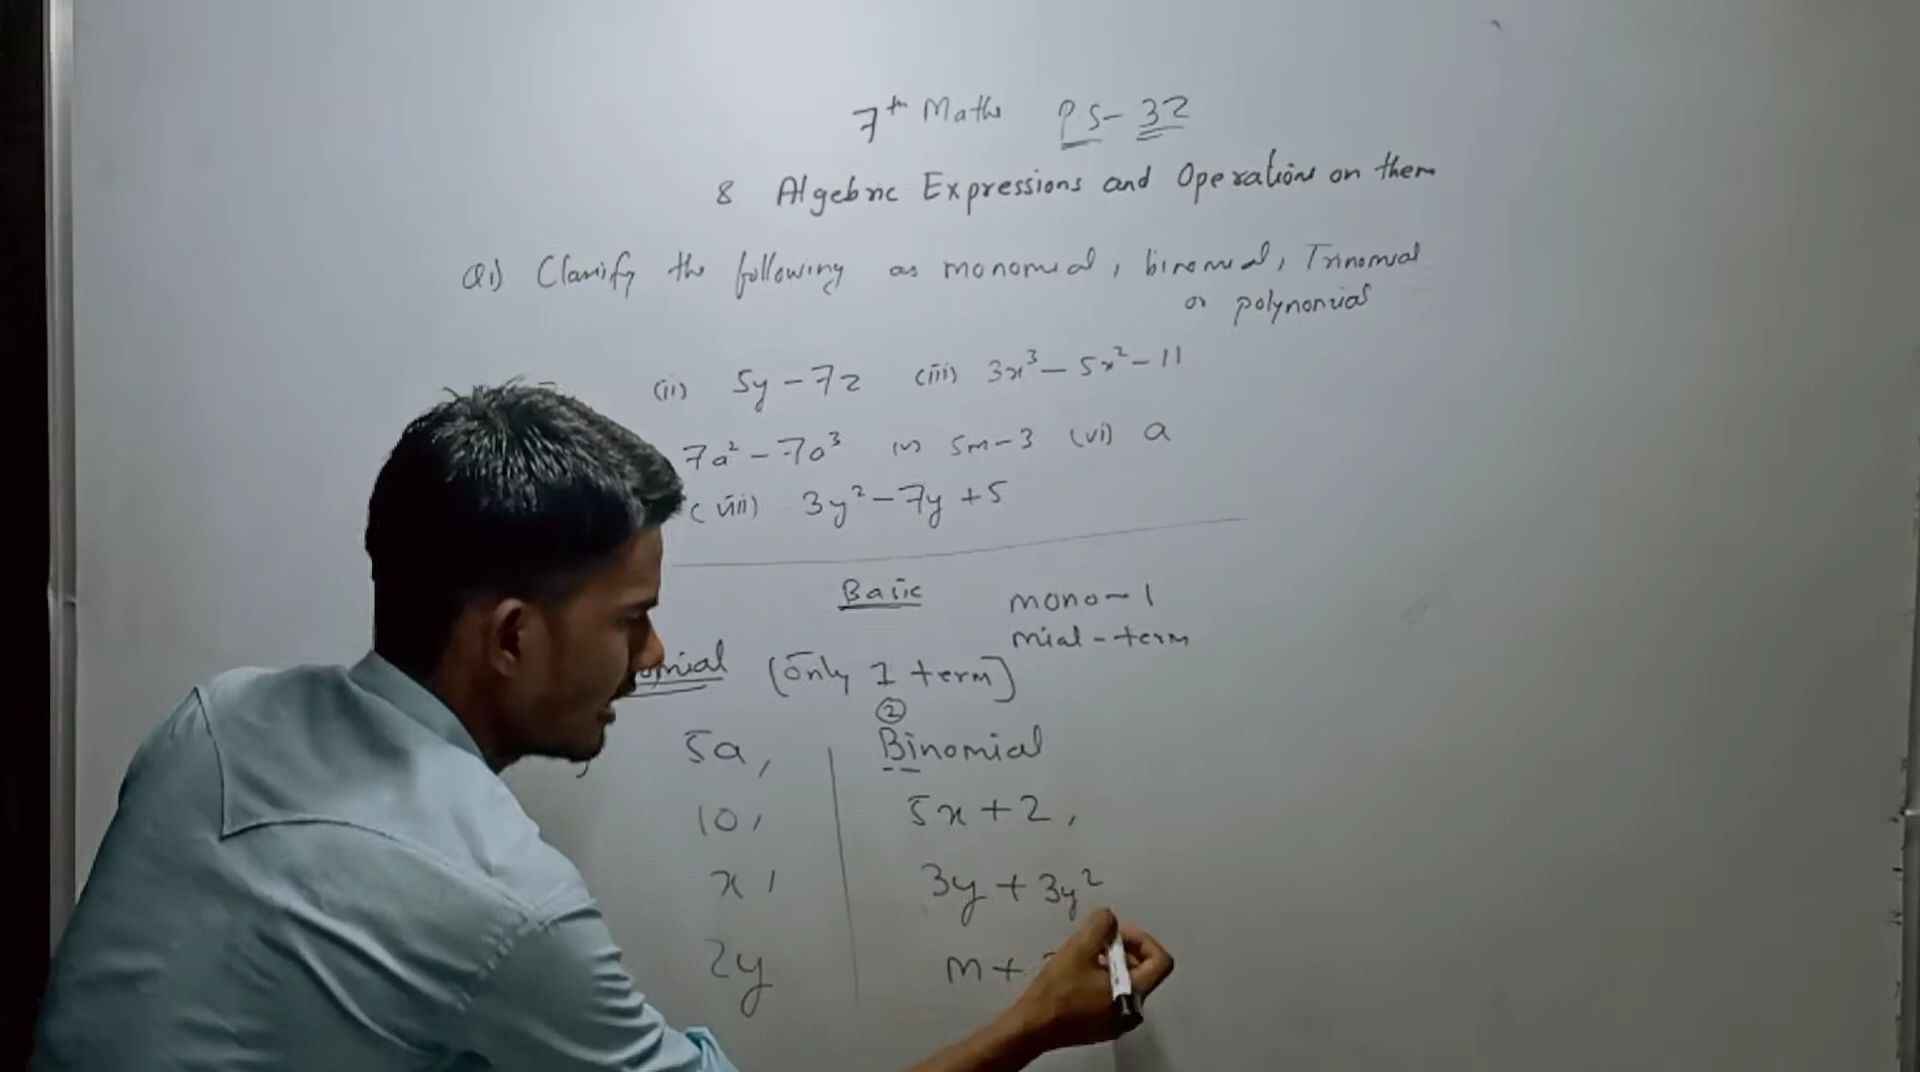 7th Maths PS-32
8 Algebric Expressions and Operations on them
Q1) Classify the following as monomial, binomial, Trinomial
or polynomial
(ii) 5y - 7z (iii) 3x³ - 5x² - 11
7a² - 7a³ (v) 5m - 3 (vi) a
(viii) 3y² - 7y + 5
Basic
mono - 1
mial - term
omial (only 1 term)
②
5a, Binomial
10, 5x + 2,
x, 3y + 3y²
2y m +